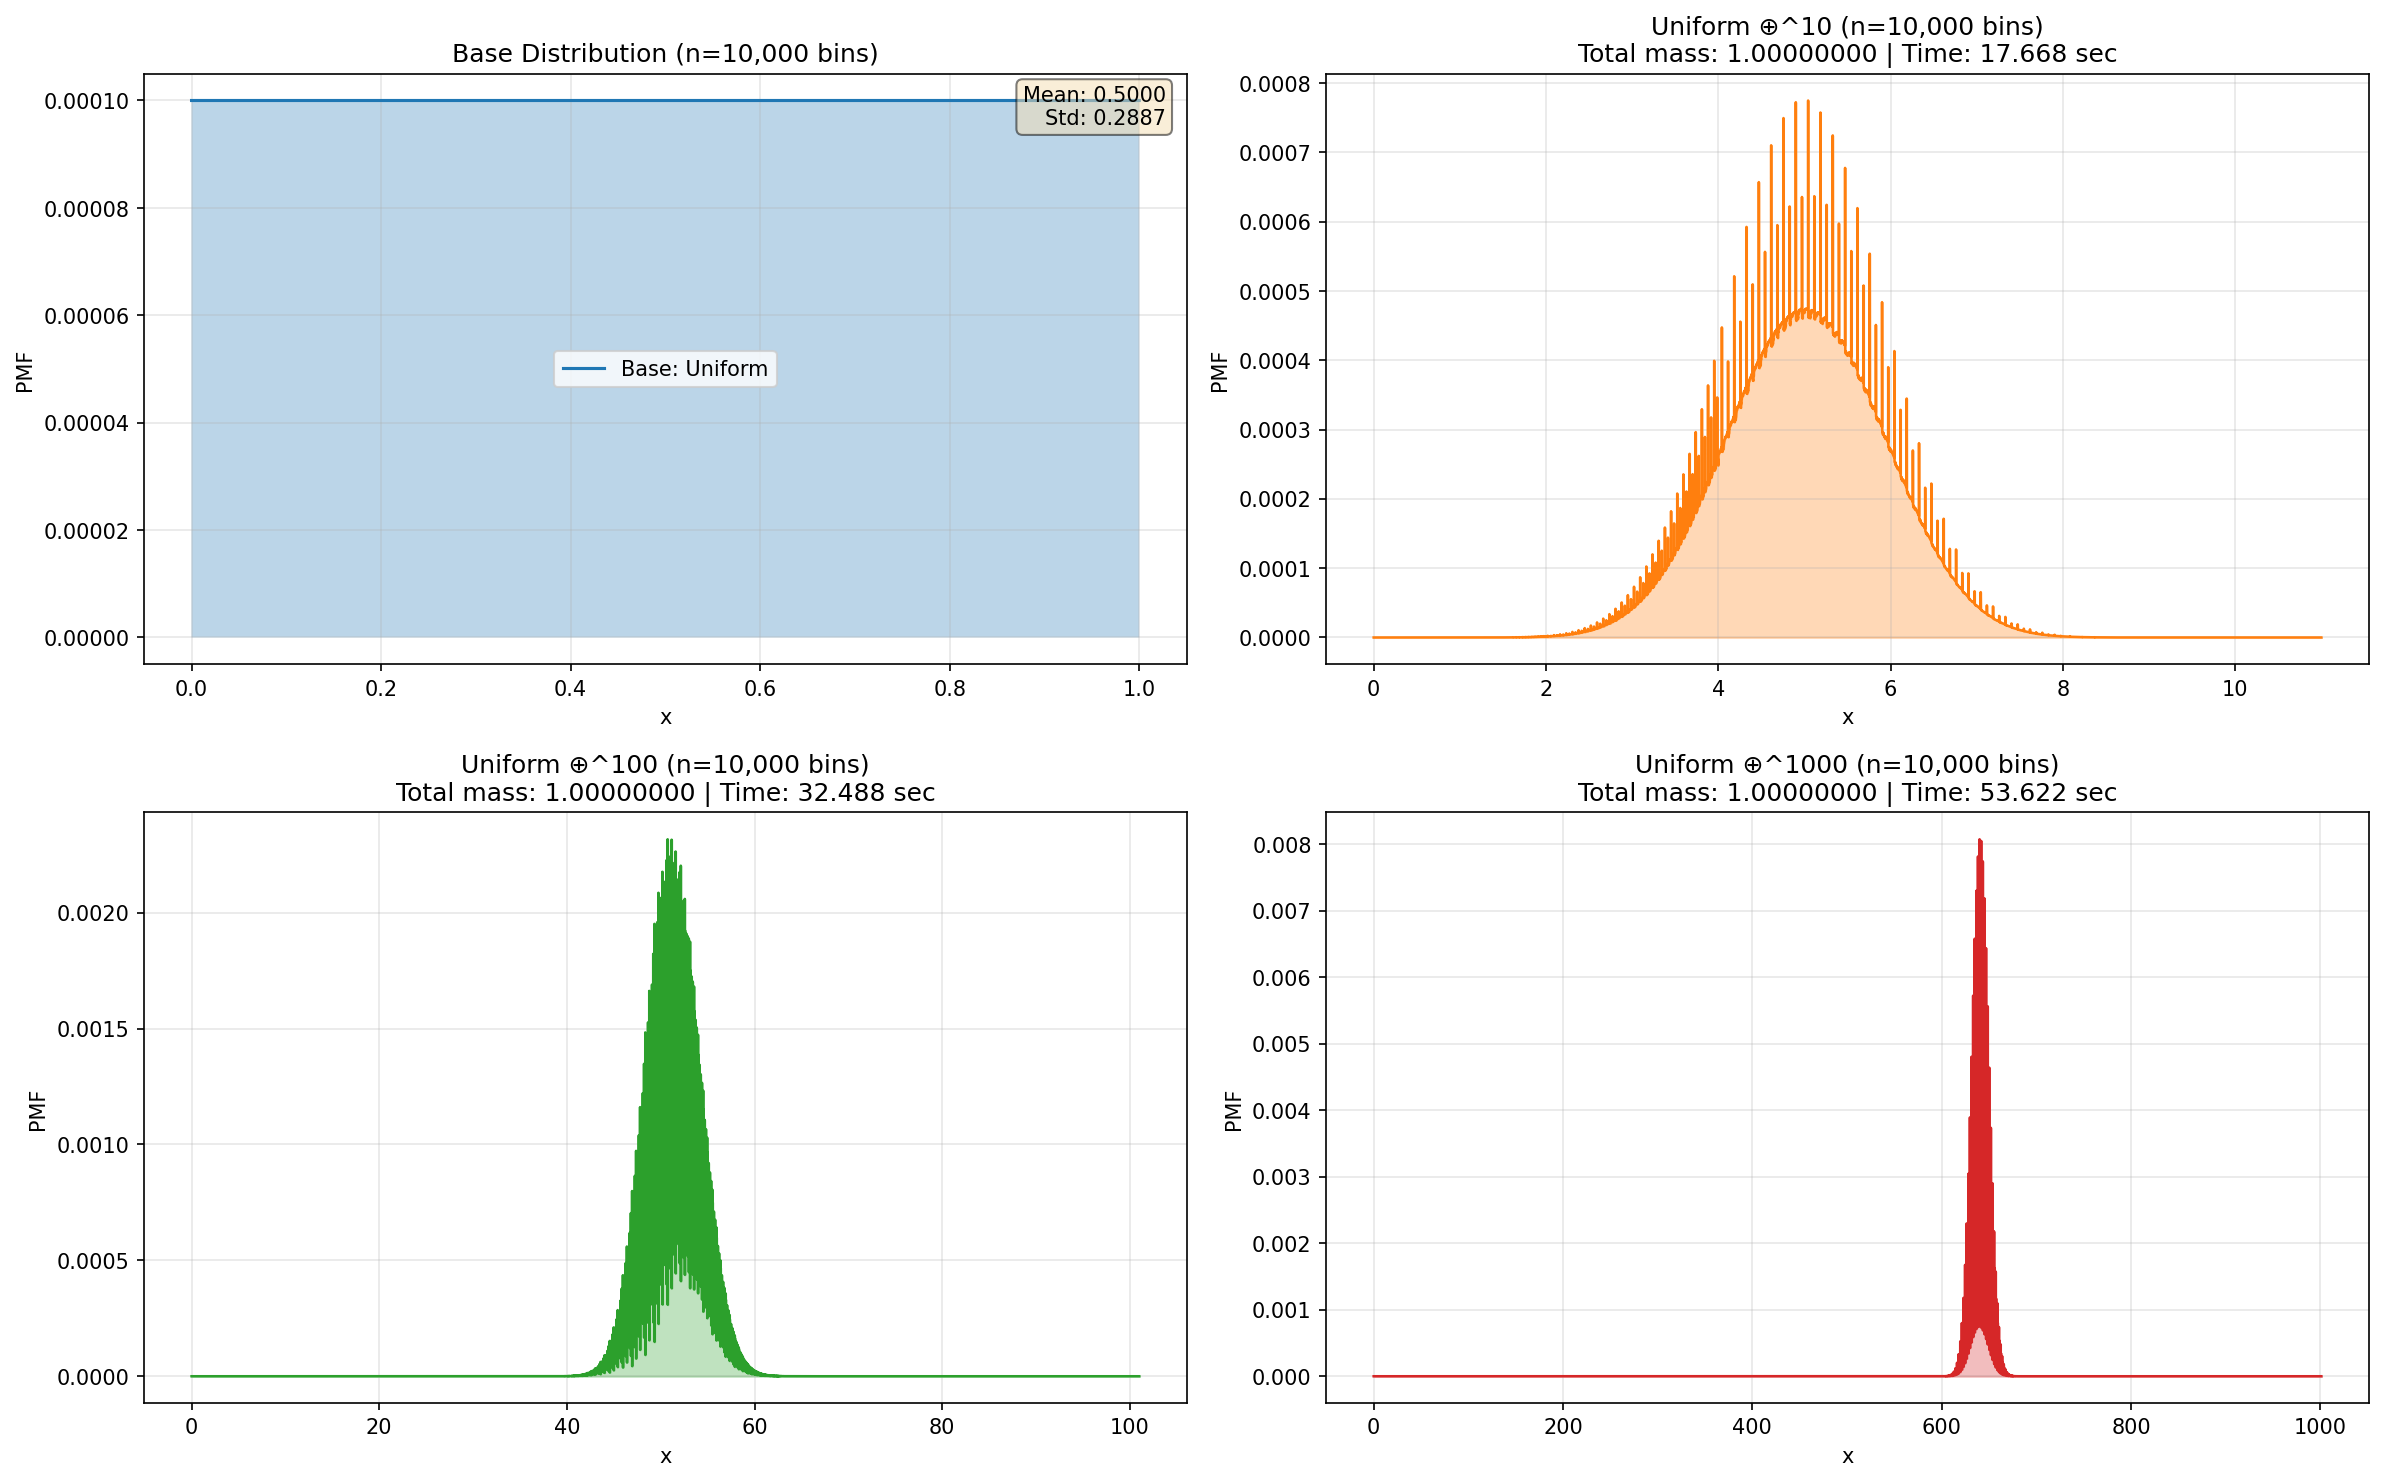 Base Distribution (n=10,000 bins)
PMF
0.00010
0.00008
0.00006
0.00004
0.00002
0.00000
Mean: 0.5000
Std: 0.2887
Base: Uniform
0.0
0.2
0.4
0.6
0.8
1.0
x
Uniform ⊕^10 (n=10,000 bins)
Total mass: 1.00000000 | Time: 17.668 sec
PMF
0.0008
0.0007
0.0006
0.0005
0.0004
0.0003
0.0002
0.0001
0.0000
0
2
4
6
8
10
x
Uniform ⊕^100 (n=10,000 bins)
Total mass: 1.00000000 | Time: 32.488 sec
PMF
0.0020
0.0015
0.0010
0.0005
0.0000
0
20
40
60
80
100
x
Uniform ⊕^1000 (n=10,000 bins)
Total mass: 1.00000000 | Time: 53.622 sec
PMF
0.008
0.007
0.006
0.005
0.004
0.003
0.002
0.001
0.000
0
200
400
600
800
1000
x